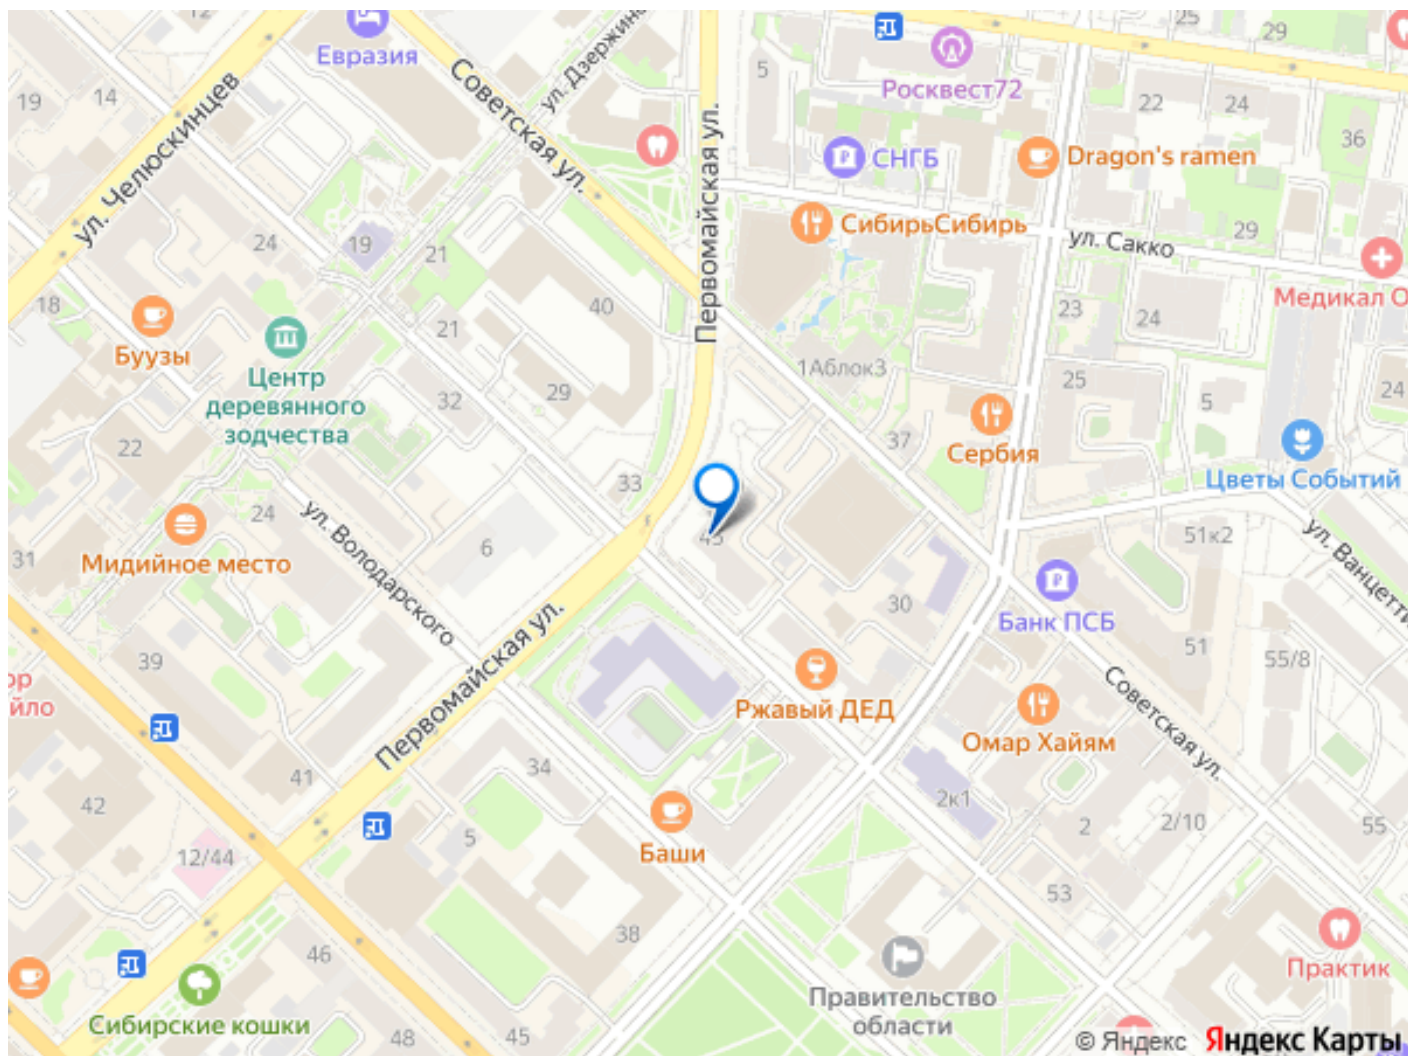 Евразия
ул. Челюскинцев
Советская ул.
Первомайская ул.
25
29
5
Росквест72
19
14
22
24
36
СНГБ
Dragon's ramen
СибирьСибирь
ул. Сакко
29
Медикал О
24
19
21
18
40
23
24
21
Буузы
Центр
деревянного
зодчества
1Аблок3
25
24
32
29
5
37
Сербия
22
Цветы Событий
33
24
ул. Володарского
6
51к2
ул. Ванцетти
31
Мидийное место
30
Банк ПСБ
Первомайская ул.
39
51
55/8
ор
йло
Ржавый ДЕД
Советская ул.
Омар Хайям
34
41
42
2к1
2
2/10
55
5
Баши
12/44
53
38
46
Практик
Правительство
области
Сибирские кошки
48
45
© Яндекс Яндекс Карты